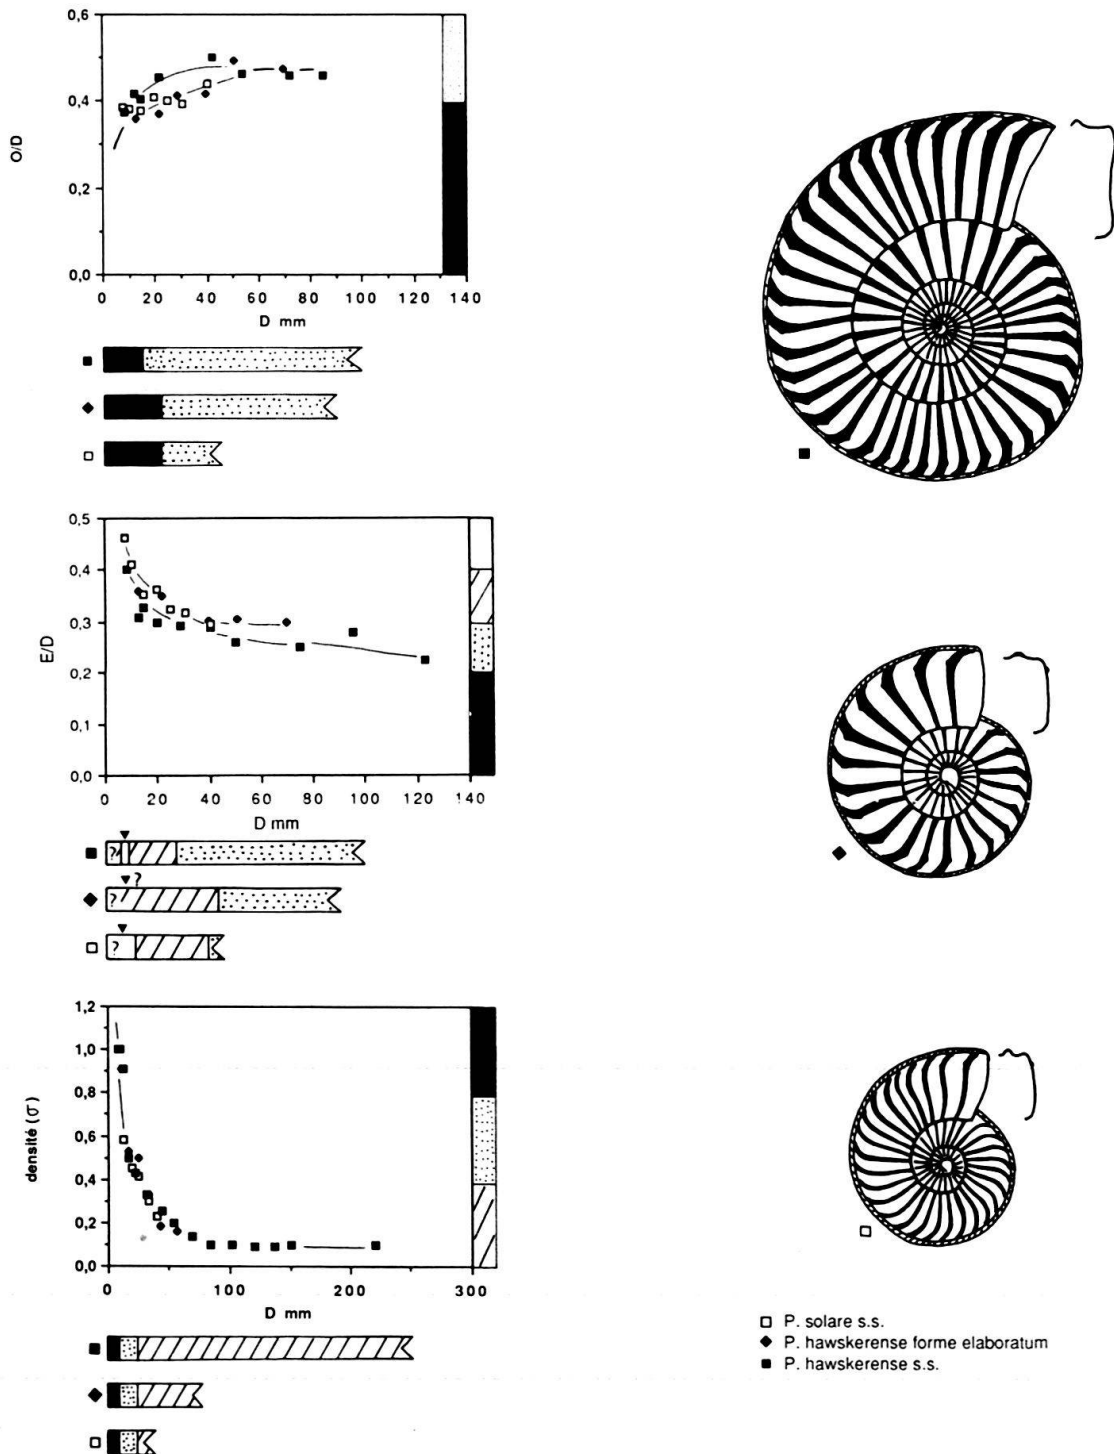 0,6
0,4
0,2
0,0
O/D
0 20 40 60 80 100 120 140
D mm
0,5
0,4
0,3
0,2
0,1
0,0
E/D
0 20 40 60 80 100 120 140
D mm
?
? ?
?
1,2
1,0
0,8
0,6
0,4
0,2
0,0
densité (σ)
0 100 200 300
D mm
P. solare s.s.
P. hawskerense forme elaboratum
P. hawskerense s.s.